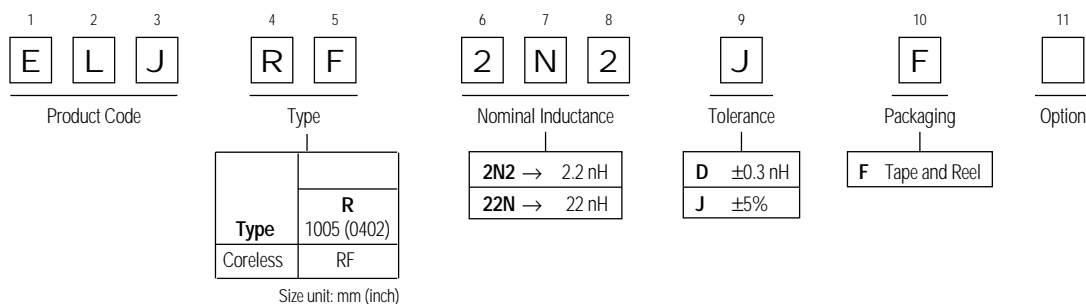 1 2 3 4 5 6 7 8 9 10 11
E L J R F 2 N 2 J F
Product Code Type Nominal Inductance Tolerance Packaging Option
R
Type 1005 (0402)
Coreless RF
Size unit: mm (inch)
2N2 → 2.2 nH
22N → 22 nH
D ±0.3 nH
J ±5%
F Tape and Reel